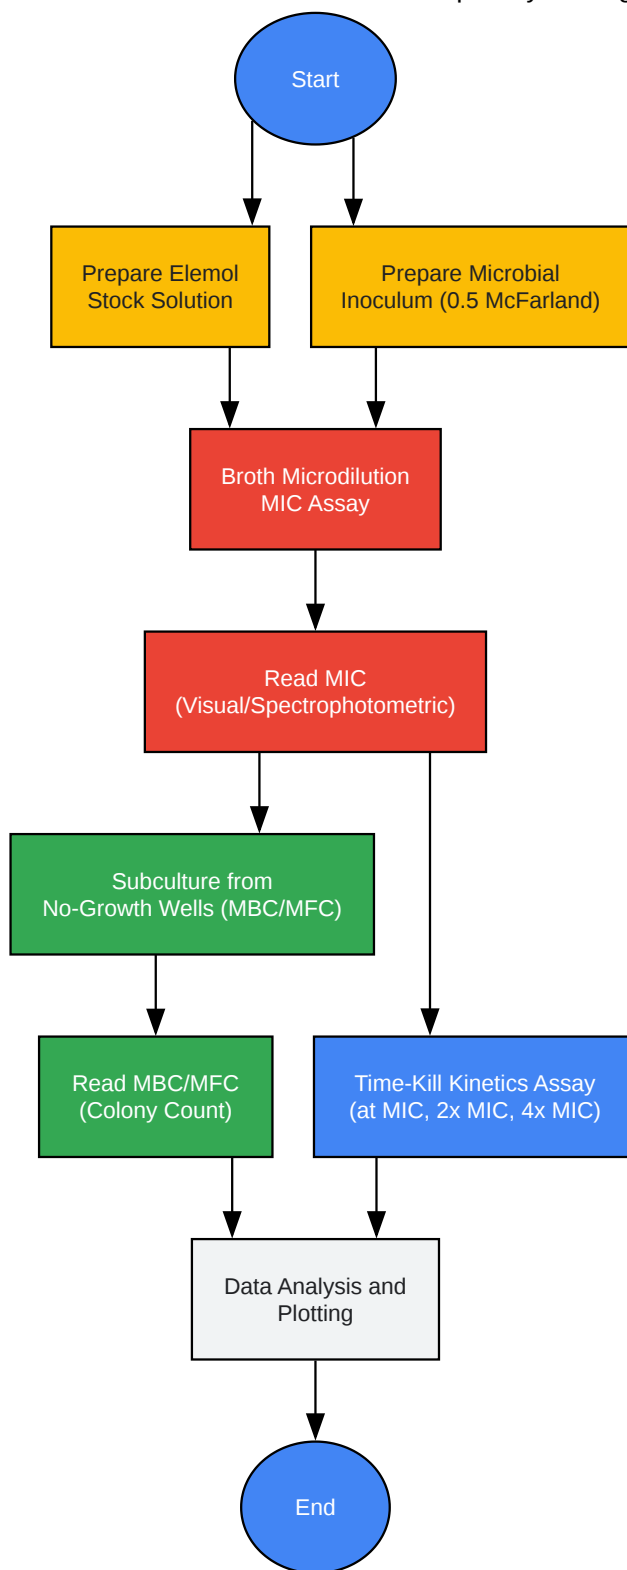 Start
Prepare Elemol
Stock Solution
Prepare Microbial
Inoculum (0.5 McFarland)
Broth Microdilution
MIC Assay
Read MIC
(Visual/Spectrophotometric)
Subculture from
No-Growth Wells (MBC/MFC)
Read MBC/MFC
(Colony Count)
Time-Kill Kinetics Assay
(at MIC, 2x MIC, 4x MIC)
Data Analysis and
Plotting
End